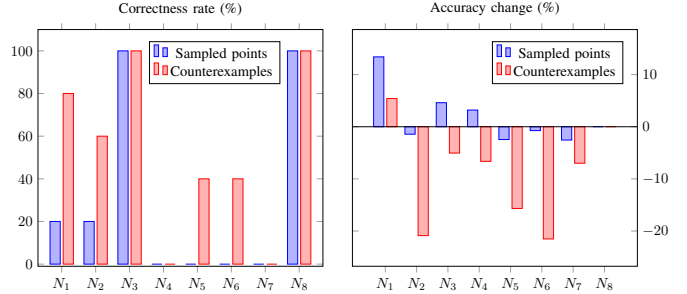 Correctness rate (%)
Sampled points
Counterexamples
100
80
60
40
20
0
N1 N2 N3 N4 N5 N6 N7 N8
Accuracy change (%)
Sampled points
Counterexamples
10
0
−10
−20
N1 N2 N3 N4 N5 N6 N7 N8